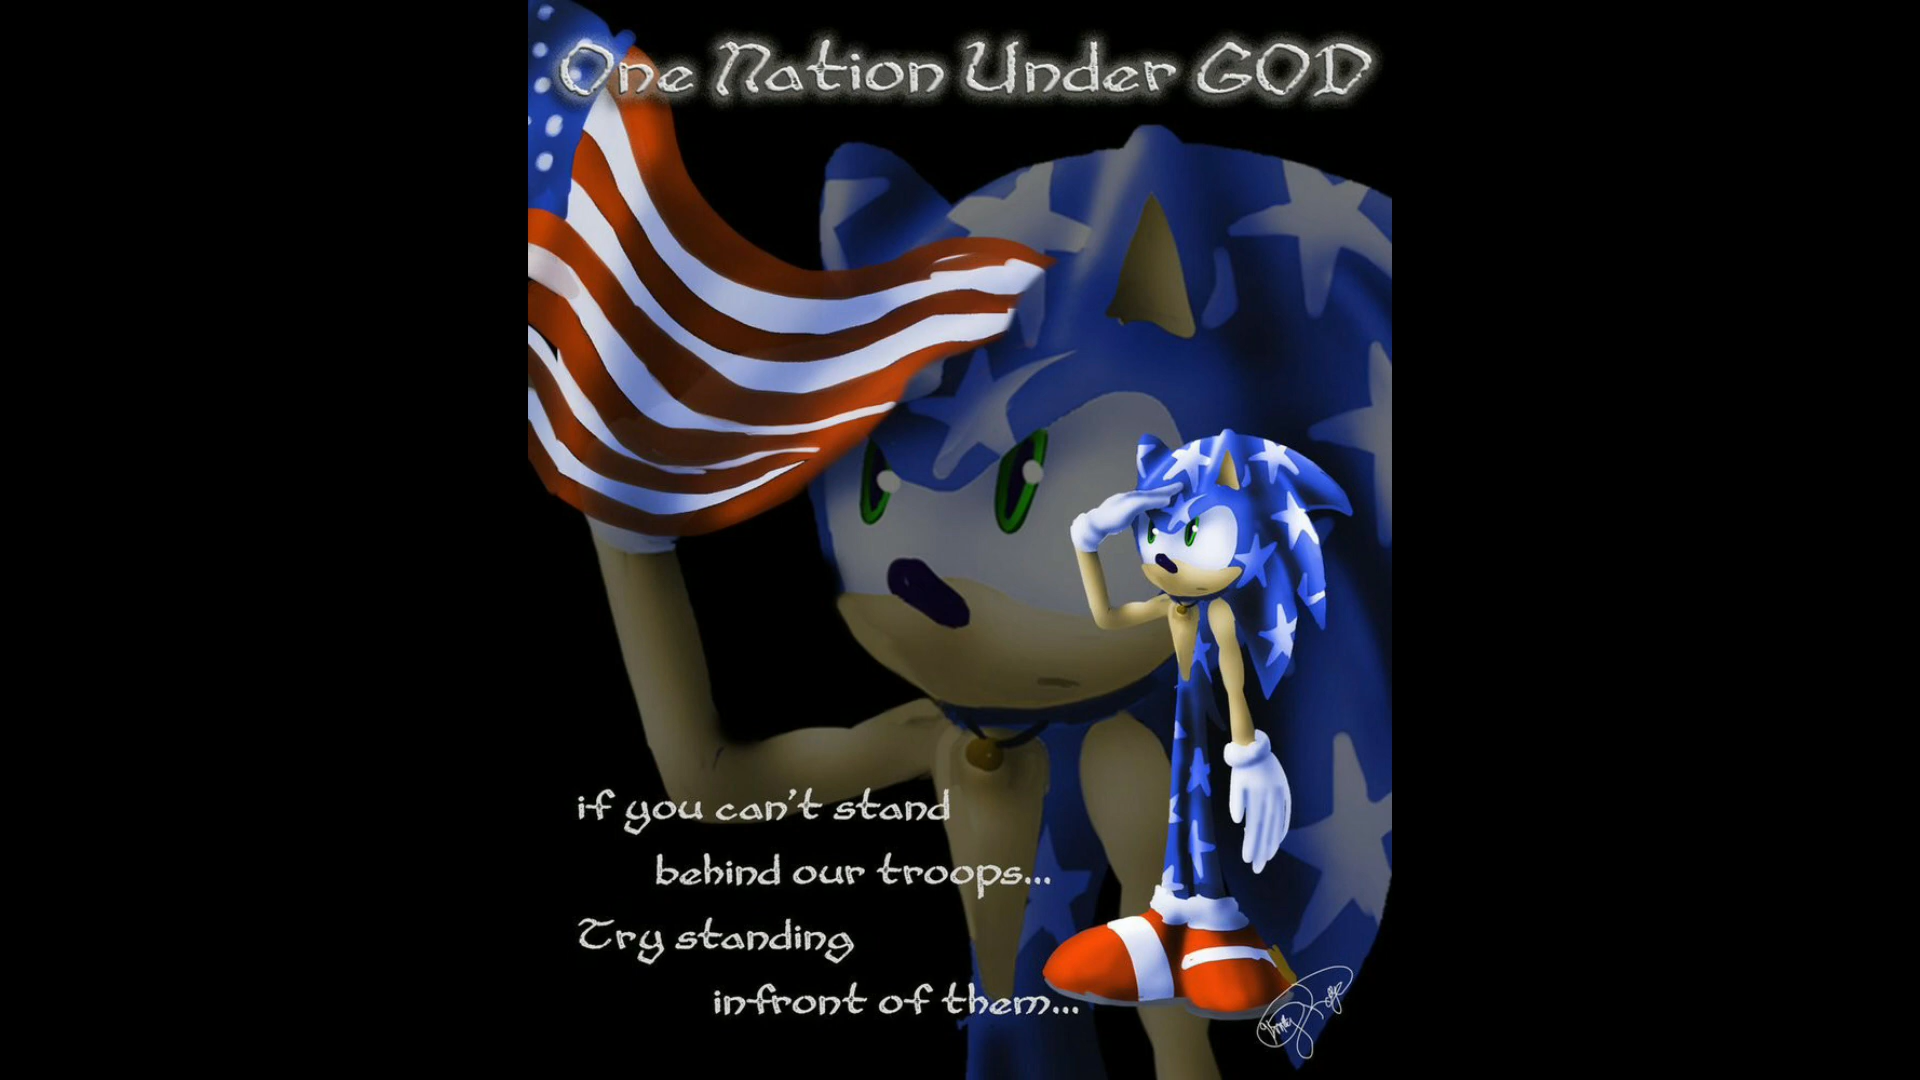 One Nation Under GOD
if you can't stand
behind our troops...
Try standing
infront of them...